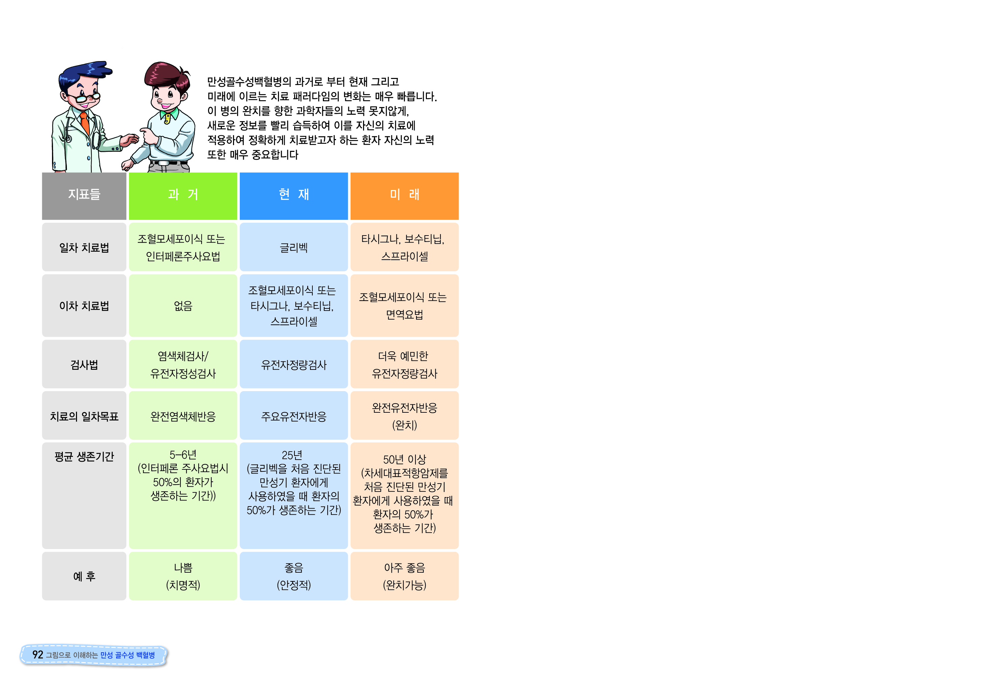 만성골수성백혈병의 과거로 부터 현재 그리고
미래에 이르는 치료 패러다임의 변화는 매우 빠릅니다.
이 병의 완치를 향한 과학자들의 노력 못지않게,
새로운 정보를 빨리 습득하여 이를 자신의 치료에
적용하여 정확하게 치료받고자 하는 환자 자신의 노력
또한 매우 중요합니다
지표들
과 거
현 재
미 래
일차 치료법
조혈모세포이식 또는
인터페론주사요법
글리벡
타시그나, 보수티닙,
스프라이셀
이차 치료법
없음
조혈모세포이식 또는
타시그나, 보수티닙,
스프라이셀
조혈모세포이식 또는
면역요법
검사법
염색체검사/
유전자정성검사
유전자정량검사
더욱 예민한
유전자정량검사
치료의 일차목표
완전염색체반응
주요유전자반응
완전유전자반응
(완치)
평균 생존기간
5-6년
(인터페론 주사요법시
50%의 환자가
생존하는 기간))
25년
(글리벡을 처음 진단된
만성기 환자에게
사용하였을 때 환자의
50%가 생존하는 기간)
50년 이상
(차세대표적항암제를
처음 진단된 만성기
환자에게 사용하였을 때
환자의 50%가
생존하는 기간)
예 후
나쁨
(치명적)
좋음
(안정적)
아주 좋음
(완치가능)
92 그림으로 이해하는 만성 골수성 백혈병